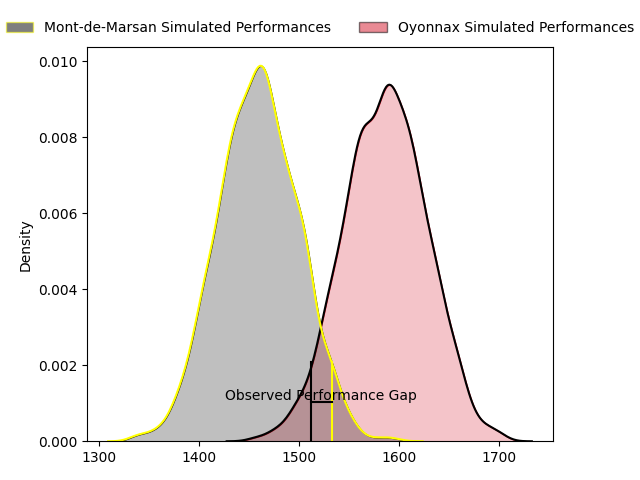 Mont-de-Marsan Simulated Performances
Oyonnax Simulated Performances
0.010
0.008
0.006
0.004
0.002
0.000
Density
Observed Performance Gap
1300 1400 1500 1600 1700